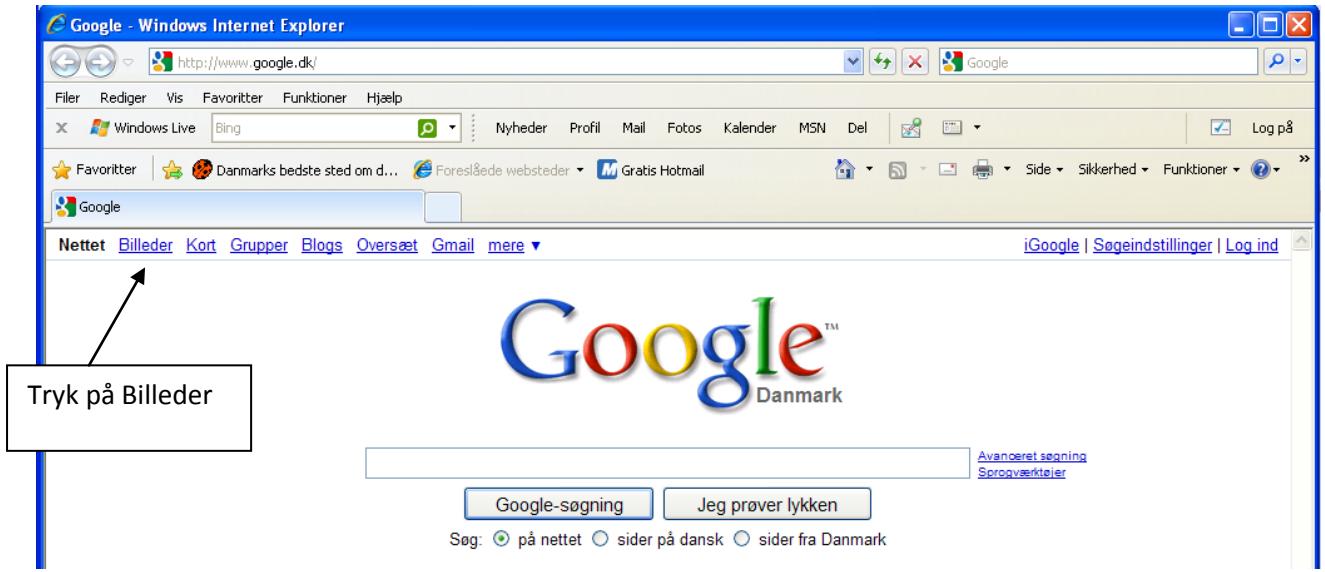 Google - Windows Internet Explorer
http://www.google.dk/ Google
Filer Rediger Vis Favoritter Funktioner Hjælp
x Windows Live Bing Nyheder Profil Mail Fotos Kalender MSN Del Log på
Favoritter Danmarks bedste sted om d... Foreslåede websteder M Gratis Hotmail Side Sikkerhed Funktioner ? »
Google
Nettet Billeder Kort Grupper Blogs Oversæt Gmail mere ▼ iGoogle | Søgeindstillinger | Log ind
Google™
Danmark
Tryk på Billeder
Avanceret søgning
Sprogværktøjer
Google-søgning Jeg prøver lykken
Søg: på nettet sider på dansk sider fra Danmark